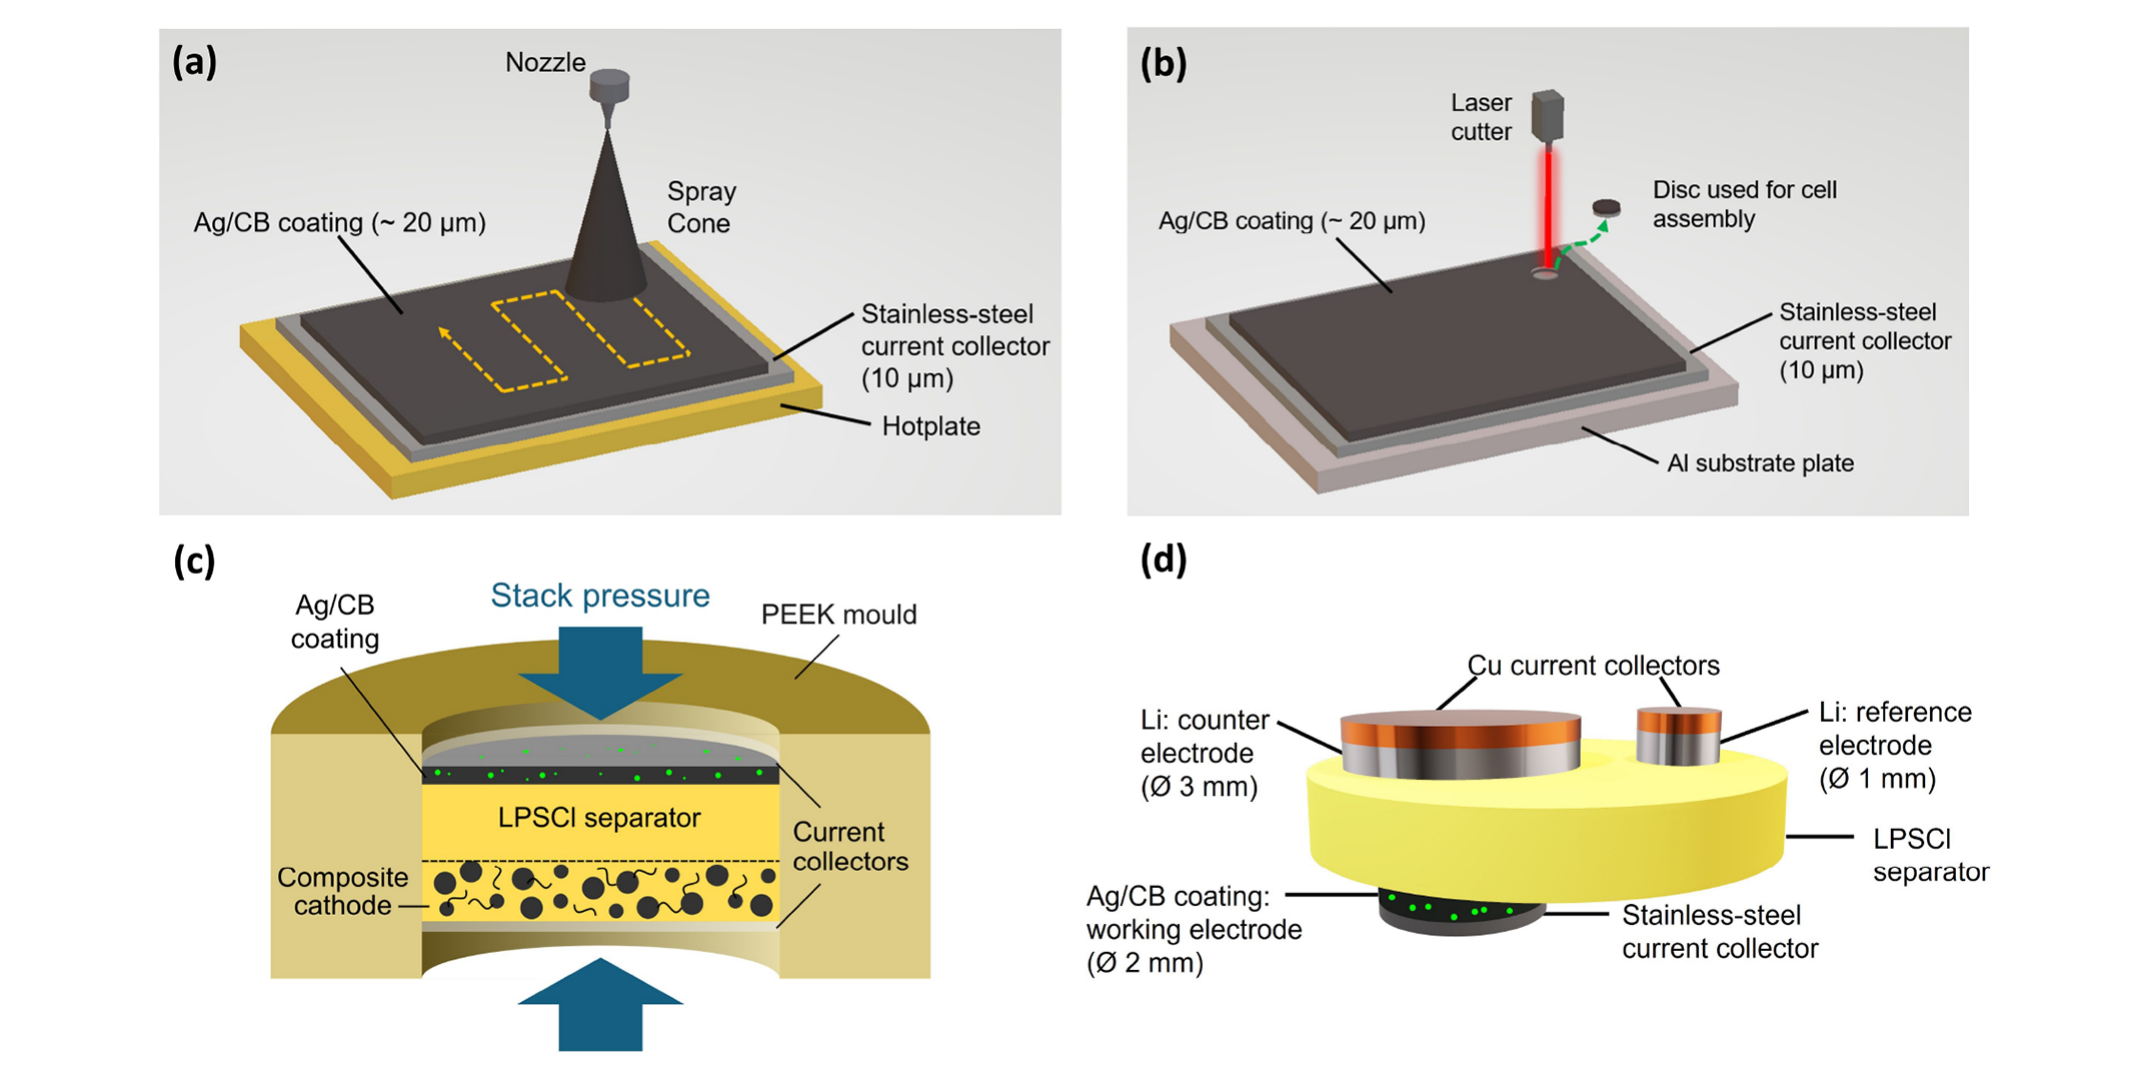 (a)
Nozzle
Spray
Cone
Ag/CB coating (~ 20 µm)
Stainless-steel
current collector
(10 µm)
Hotplate
(b)
Laser
cutter
Disc used for cell
assembly
Ag/CB coating (~ 20 µm)
Stainless-steel
current collector
(10 µm)
Al substrate plate
(c)
Ag/CB
coating
Stack pressure
PEEK mould
LPSCl separator
Current
collectors
Composite
cathode
(d)
Cu current collectors
Li: counter
electrode
(Ø 3 mm)
Li: reference
electrode
(Ø 1 mm)
LPSCl
separator
Ag/CB coating:
working electrode
(Ø 2 mm)
Stainless-steel
current collector